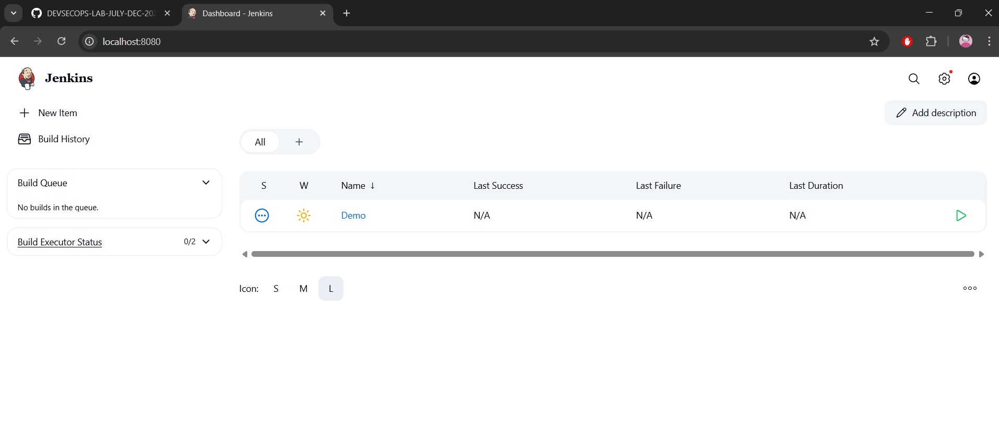 DEVSECOPS-LAB-JULY-DEC-202
Dashboard - Jenkins
localhost:8080
Jenkins
New Item
Add description
Build History
All
Build Queue
No builds in the queue.
Build Executor Status 0/2
S W Name ↓ Last Success Last Failure Last Duration
Demo N/A N/A N/A
Icon: S M L